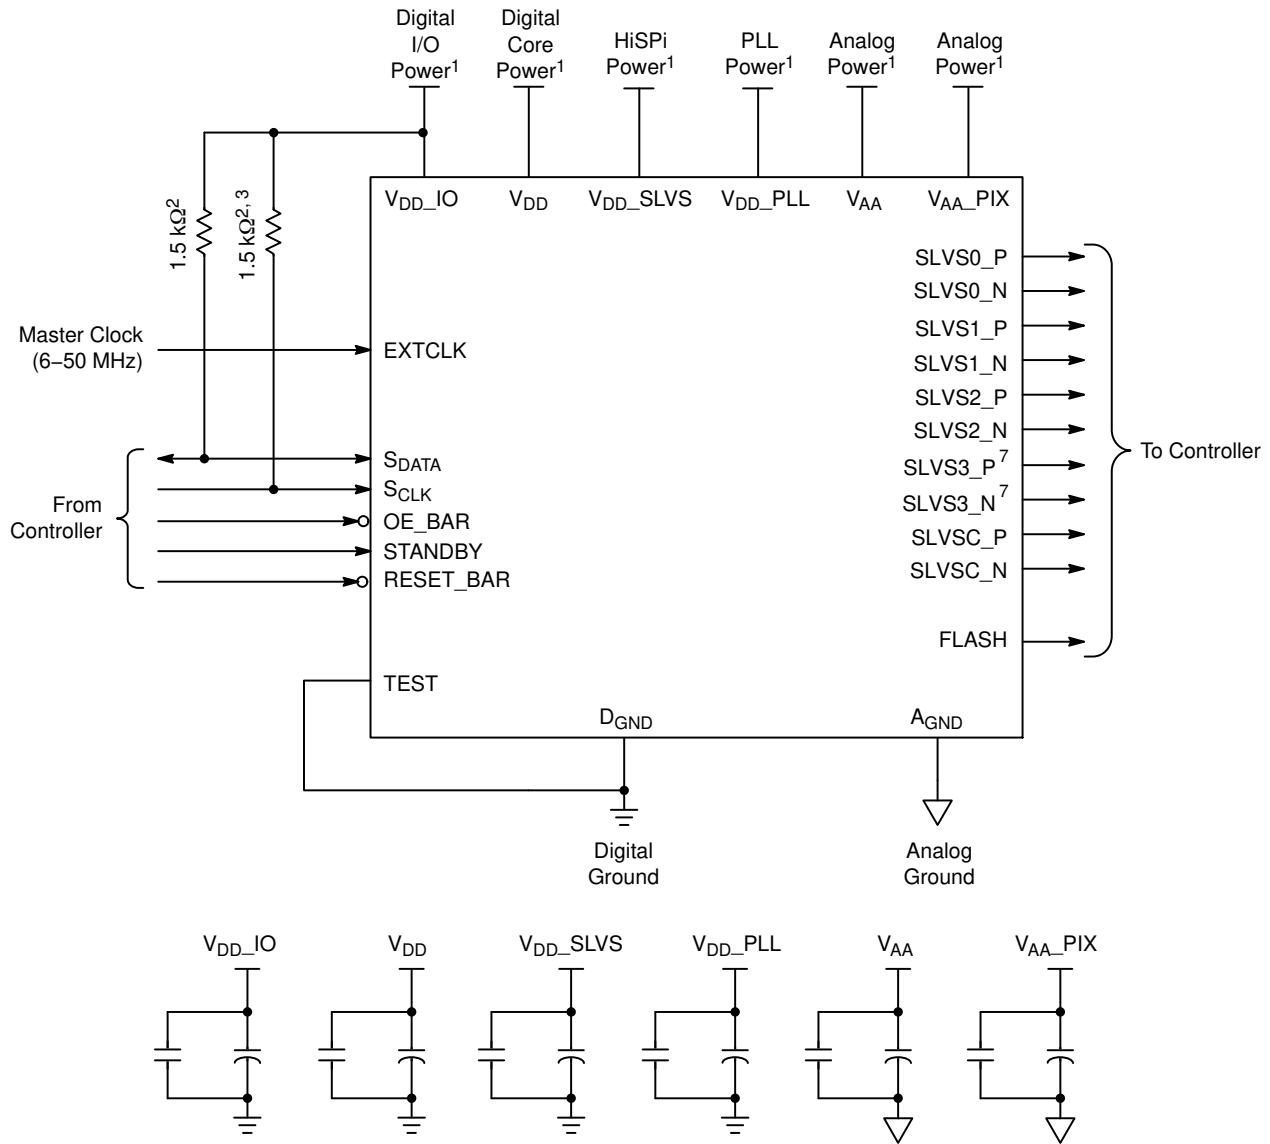 Digital
I/O
Power1
Digital
Core
Power1
HiSPi
Power1
PLL
Power1
Analog
Power1
Analog
Power1
1.5 kΩ2
1.5 kΩ2, 3
VDD_IO
VDD
VDD_SLVS
VDD_PLL
VAA
VAA_PIX
Master Clock
(6–50 MHz)
EXTCLK
From
Controller
SDATA
SCLK
OE_BAR
STANDBY
RESET_BAR
TEST
SLVS0_P
SLVS0_N
SLVS1_P
SLVS1_N
SLVS2_P
SLVS2_N
SLVS3_P7
SLVS3_N7
SLVSC_P
SLVSC_N
FLASH
To Controller
DGND
AGND
Digital
Ground
Analog
Ground
VDD_IO
VDD
VDD_SLVS
VDD_PLL
VAA
VAA_PIX